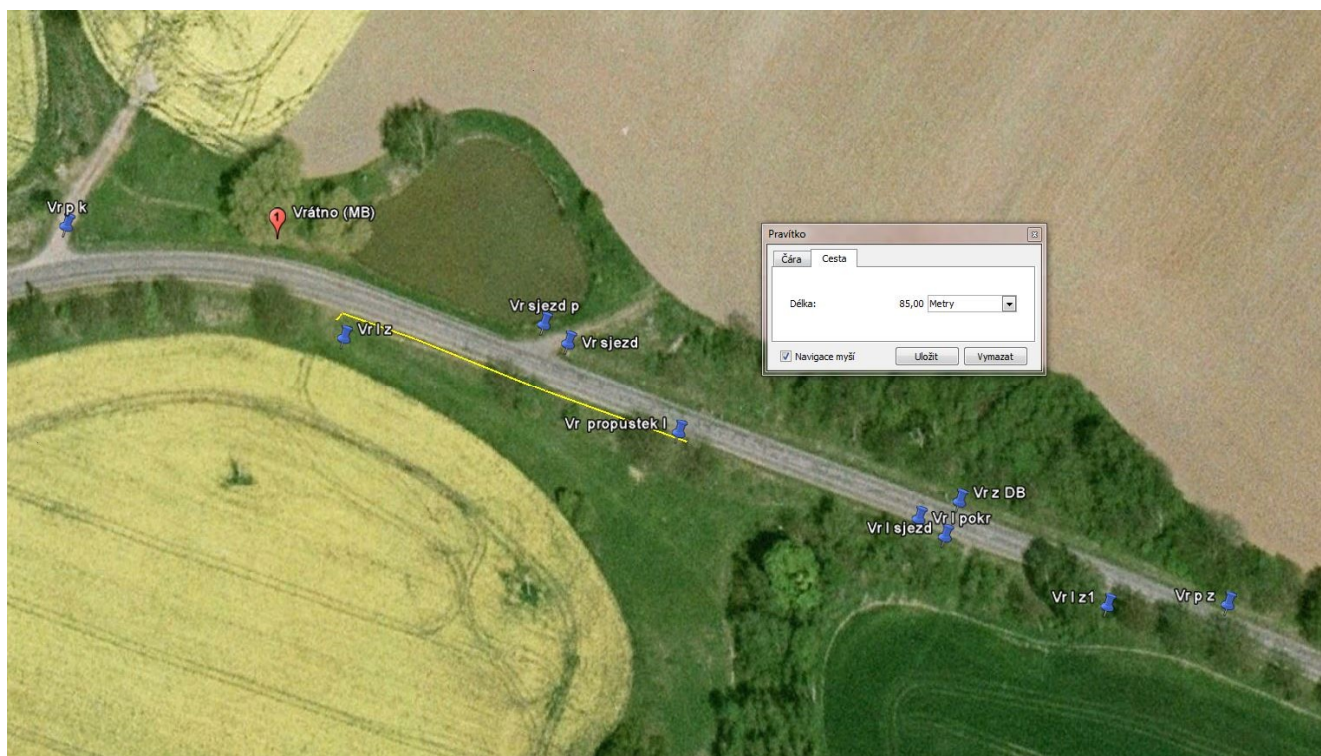 Vr p k
1
Vrátno (MB)
Pravítko
Čára
Cesta
Délka:
85,00
Metry
Navigace myší
Uložit
Vymazat
Vr sjezd p
Vr l z
Vr sjezd
Vr propustek l
Vr z DB
Vr l pokr
Vr l sjezd
Vr l z1
Vr p z